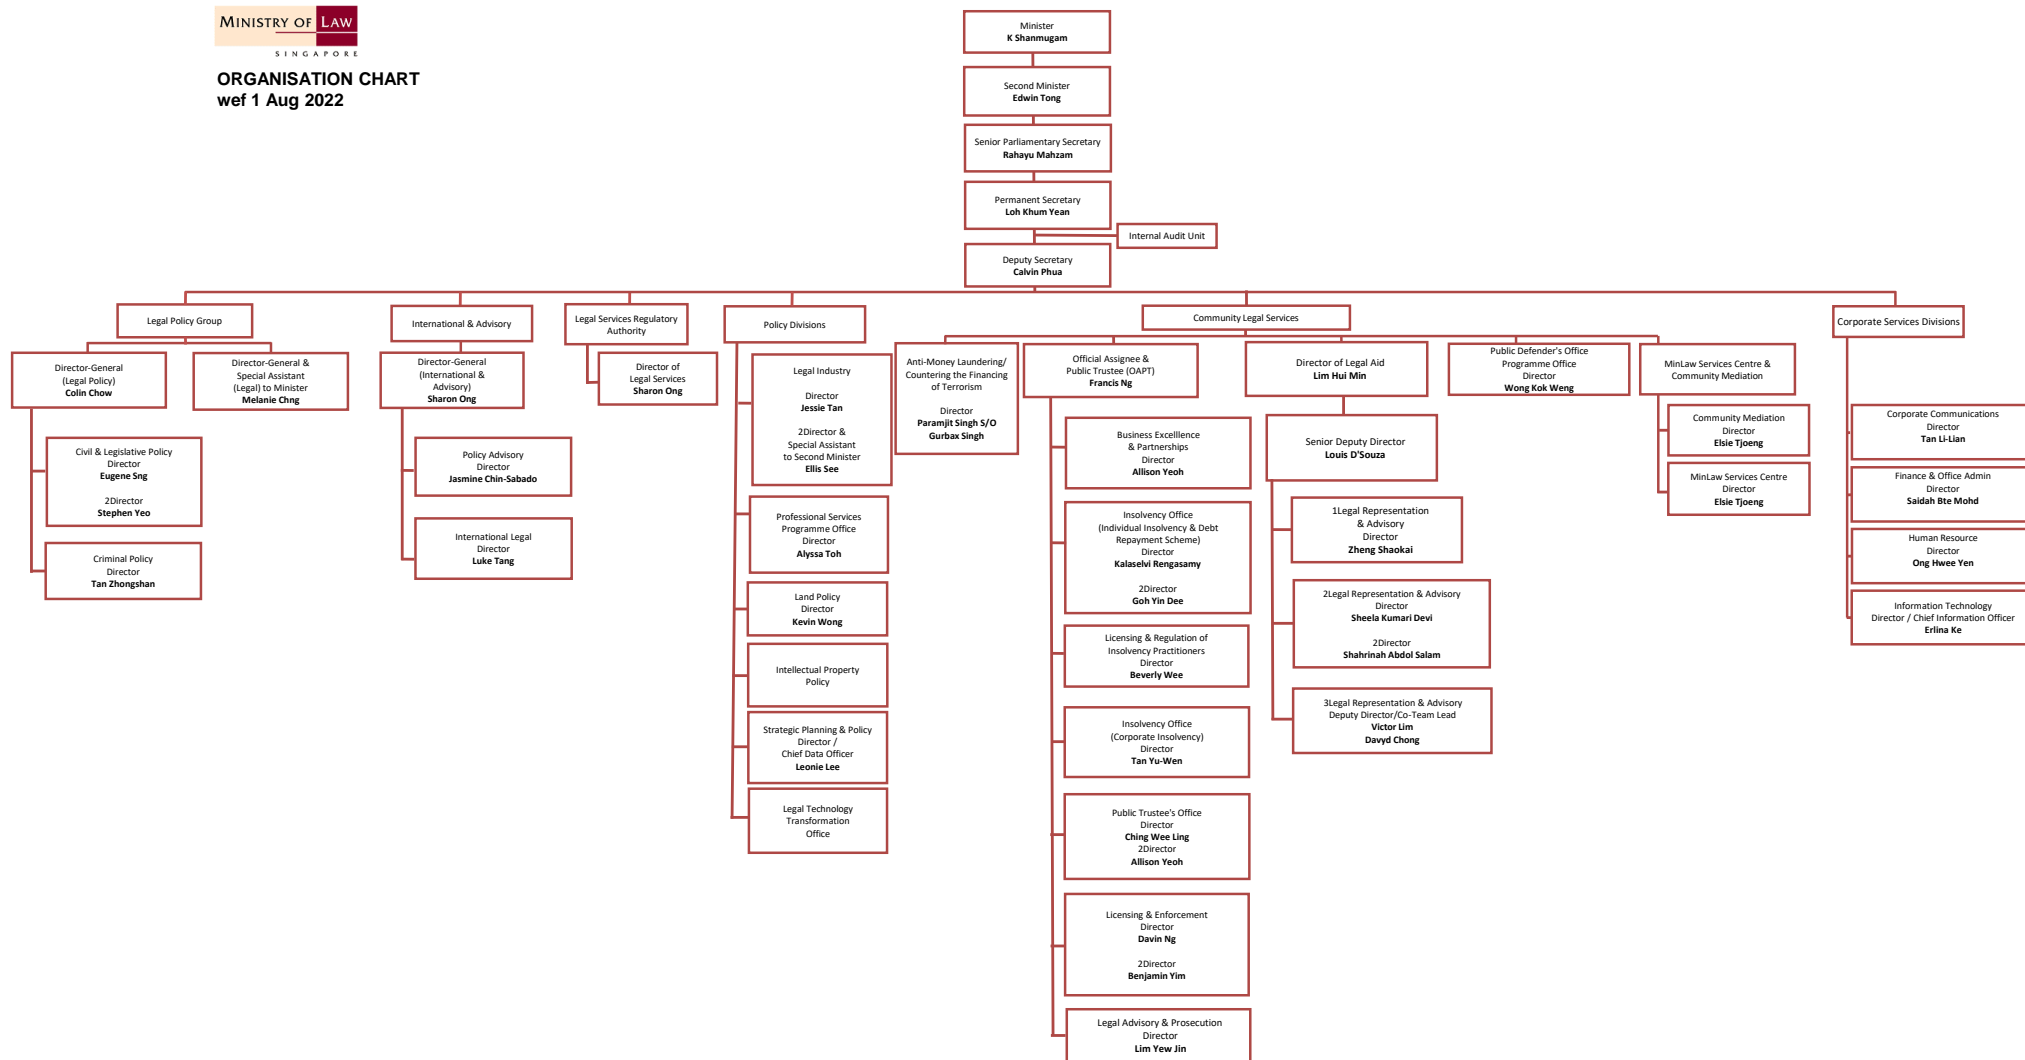 MINISTRY OF LAW
SINGAPORE
ORGANISATION CHART
wef 1 Aug 2022
Minister
K Shanmugam
Second Minister
Edwin Tong
Senior Parliamentary Secretary
Rahayu Mahzam
Permanent Secretary
Loh Khum Yean
Internal Audit Unit
Deputy Secretary
Calvin Phua
Legal Policy Group
Director-General
(Legal Policy)
Colin Chow
Director-General &
Special Assistant
(Legal) to Minister
Melanie Chng
Civil & Legislative Policy
Director
Eugene Sng
2Director
Stephen Yeo
Criminal Policy
Director
Tan Zhongshan
International & Advisory
Director-General
(International &
Advisory)
Sharon Ong
Policy Advisory
Director
Jasmine Chin-Sabado
International Legal
Director
Luke Tang
Legal Services Regulatory
Authority
Director of
Legal Services
Sharon Ong
Policy Divisions
Legal Industry
Director
Jessie Tan
2Director &
Special Assistant
to Second Minister
Ellis See
Professional Services
Programme Office
Director
Alyssa Toh
Land Policy
Director
Kevin Wong
Intellectual Property
Policy
Strategic Planning & Policy
Director /
Chief Data Officer
Leonie Lee
Legal Technology
Transformation
Office
Community Legal Services
Anti-Money Laundering/
Countering the Financing
of Terrorism
Director
Paramjit Singh S/O
Gurbax Singh
Official Assignee &
Public Trustee (OAPT)
Francis Ng
Business Excelllence
& Partnerships
Director
Allison Yeoh
Insolvency Office
(Individual Insolvency & Debt
Repayment Scheme)
Director
Kalaselvi Rengasamy
2Director
Goh Yin Dee
Licensing & Regulation of
Insolvency Practitioners
Director
Beverly Wee
Insolvency Office
(Corporate Insolvency)
Director
Tan Yu-Wen
Public Trustee's Office
Director
Ching Wee Ling
2Director
Allison Yeoh
Licensing & Enforcement
Director
Davin Ng
2Director
Benjamin Yim
Legal Advisory & Prosecution
Director
Lim Yew Jin
Director of Legal Aid
Lim Hui Min
Senior Deputy Director
Louis D'Souza
1Legal Representation
& Advisory
Director
Zheng Shaokai
2Legal Representation & Advisory
Director
Sheela Kumari Devi
2Director
Shahrinah Abdol Salam
3Legal Representation & Advisory
Deputy Director/Co-Team Lead
Victor Lim
Davyd Chong
Public Defender's Office
Programme Office
Director
Wong Kok Weng
MinLaw Services Centre &
Community Mediation
Community Mediation
Director
Elsie Tjoeng
MinLaw Services Centre
Director
Elsie Tjoeng
Corporate Services Divisions
Corporate Communications
Director
Tan Li-Lian
Finance & Office Admin
Director
Saidah Bte Mohd
Human Resource
Director
Ong Hwee Yen
Information Technology
Director / Chief Information Officer
Erlina Ke